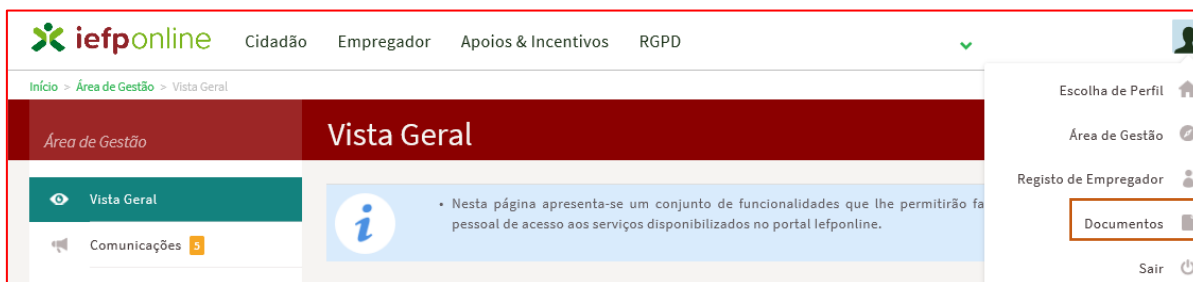 iefponline Cidadão Empregador Apoios & Incentivos RGPD
Início > Área de Gestão > Vista Geral
Escolha de Perfil
Área de Gestão
Registo de Empregador
Documentos
Sair
Área de Gestão
Vista Geral
Vista Geral
Comunicações 5
• Nesta página apresenta-se um conjunto de funcionalidades que lhe permitirão fa
pessoal de acesso aos serviços disponibilizados no portal Iefponline.